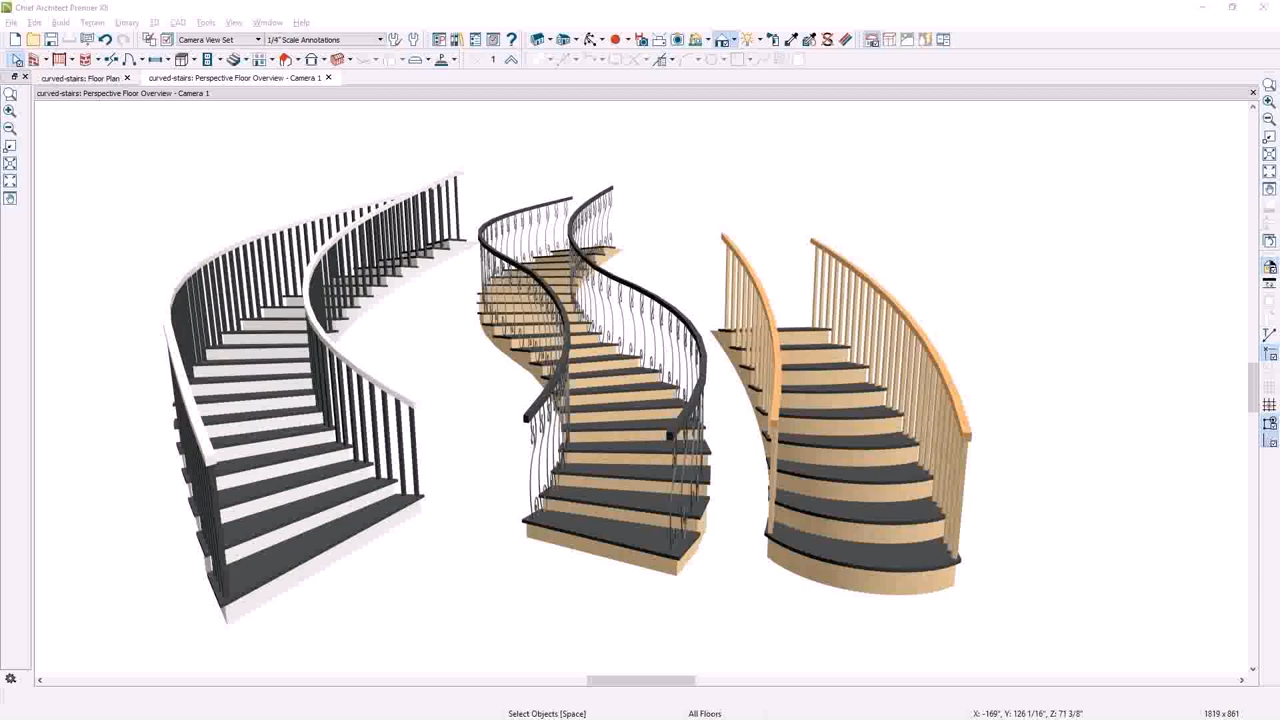 Chief Architect Premier X8
File Edit Build Terrain Library 3D CAD Tools View Window Help
Camera View Set 1/4" Scale Annotations
1
curved-stairs: Floor Plan curved-stairs: Perspective Floor Overview - Camera 1
curved-stairs: Perspective Floor Overview - Camera 1
Select Objects [Space] All Floors X: -169", Y: 126 1/16", Z: 71 3/8" 1819 x 861